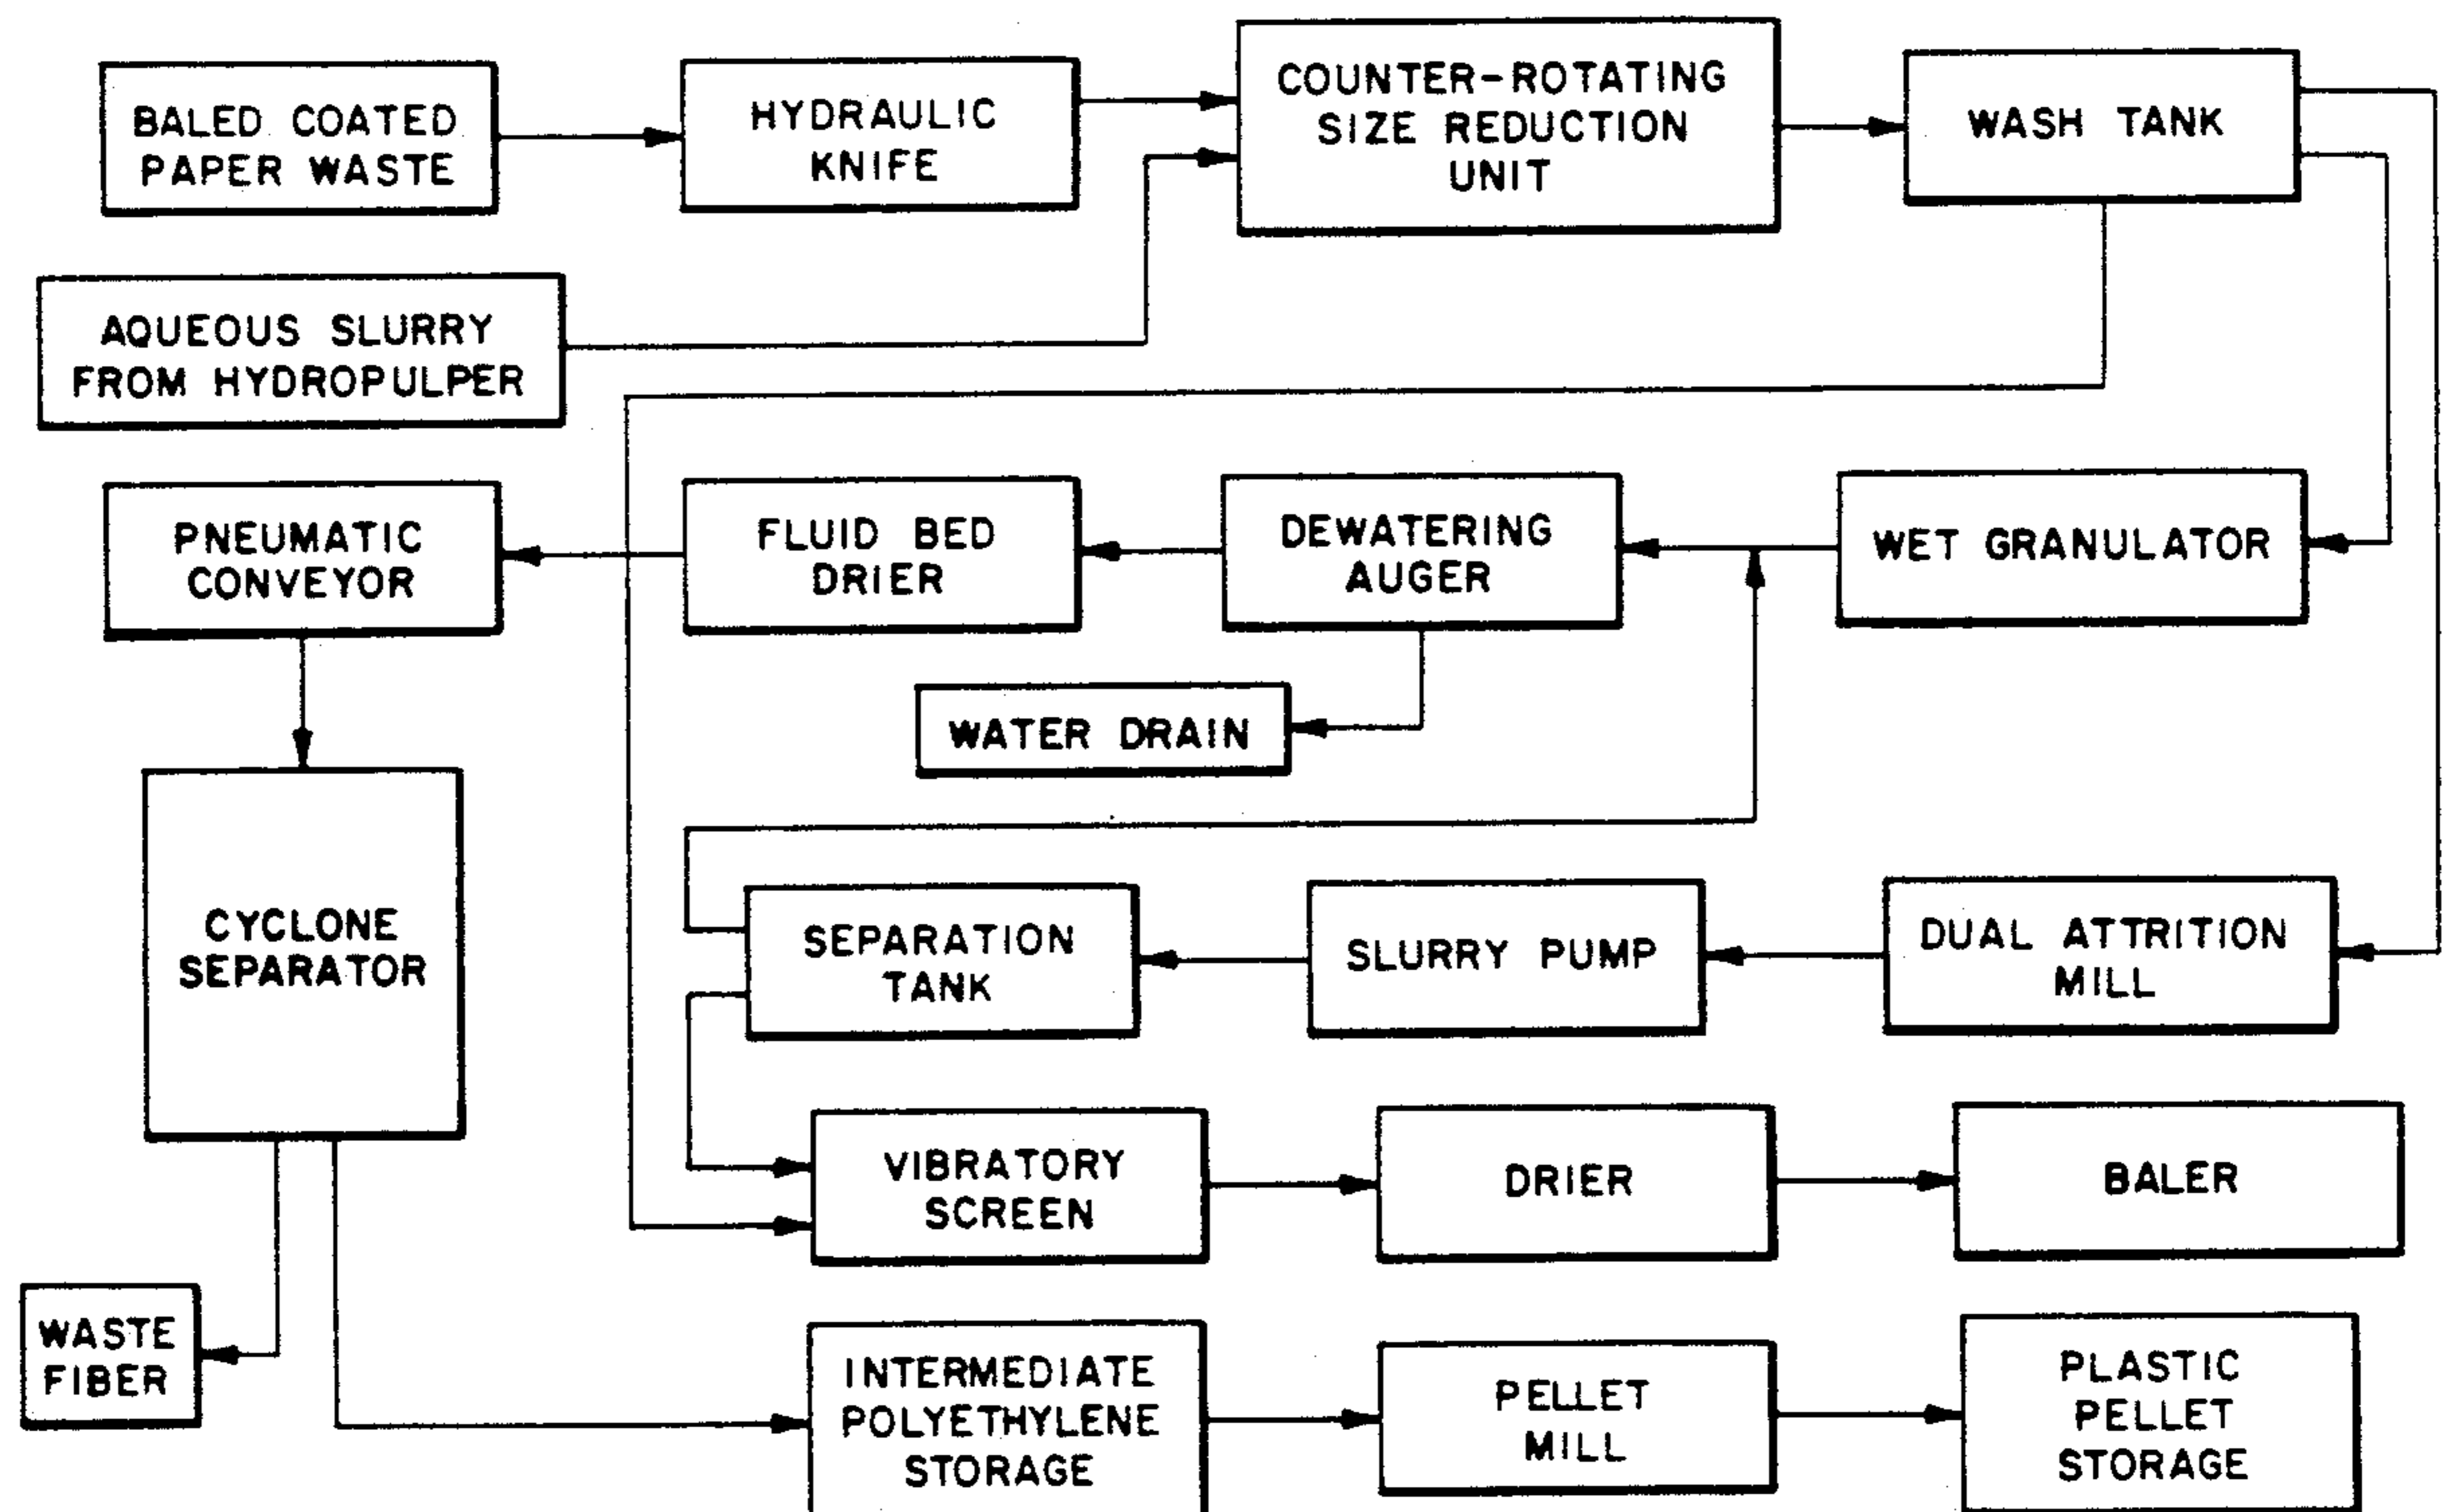 BALED COATED
PAPER WASTE
HYDRAULIC
KNIFE
COUNTER-ROTATING
SIZE REDUCTION
UNIT
WASH TANK
AQUEOUS SLURRY
FROM HYDROPULPER
PNEUMATIC
CONVEYOR
FLUID BED
DRIER
DEWATERING
AUGER
WET GRANULATOR
WATER DRAIN
CYCLONE
SEPARATOR
SEPARATION
TANK
SLURRY PUMP
DUAL ATTRITION
MILL
VIBRATORY
SCREEN
DRIER
BALER
WASTE
FIBER
INTERMEDIATE
POLYETHYLENE
STORAGE
PELLET
MILL
PLASTIC
PELLET
STORAGE